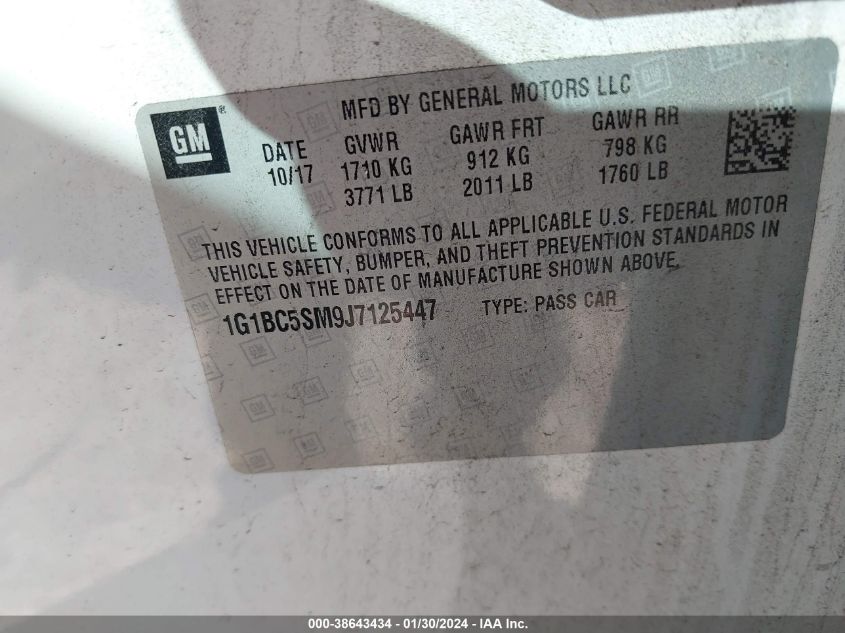 MFD BY GENERAL MOTORS LLC
GM®
DATE GVWR GAWR FRT GAWR RR
10/17 1710 KG 912 KG 798 KG
3771 LB 2011 LB 1760 LB
THIS VEHICLE CONFORMS TO ALL APPLICABLE U.S. FEDERAL MOTOR
VEHICLE SAFETY, BUMPER, AND THEFT PREVENTION STANDARDS IN
EFFECT ON THE DATE OF MANUFACTURE SHOWN ABOVE.
1G1BC5SM9J7125447 TYPE: PASS CAR
000-38643434 - 01/30/2024 - IAA Inc.